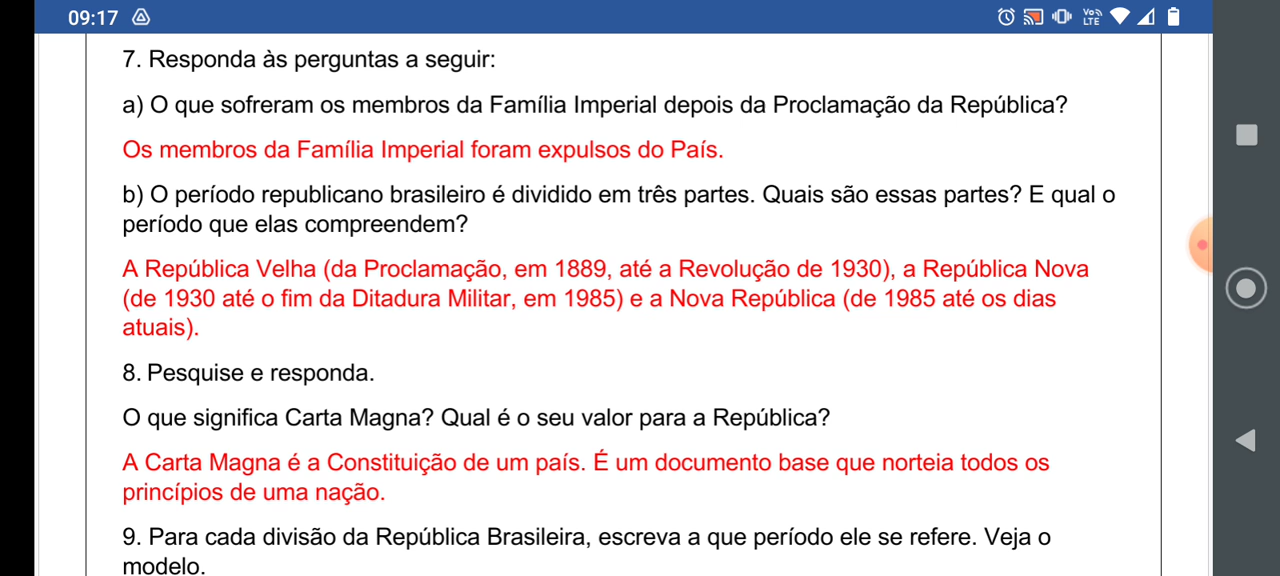 09:17
Vo))
LTE
7. Responda às perguntas a seguir:
a) O que sofreram os membros da Família Imperial depois da Proclamação da República?
Os membros da Família Imperial foram expulsos do País.
b) O período republicano brasileiro é dividido em três partes. Quais são essas partes? E qual o
período que elas compreendem?
A República Velha (da Proclamação, em 1889, até a Revolução de 1930), a República Nova
(de 1930 até o fim da Ditadura Militar, em 1985) e a Nova República (de 1985 até os dias
atuais).
8. Pesquise e responda.
O que significa Carta Magna? Qual é o seu valor para a República?
A Carta Magna é a Constituição de um país. É um documento base que norteia todos os
princípios de uma nação.
9. Para cada divisão da República Brasileira, escreva a que período ele se refere. Veja o
modelo.